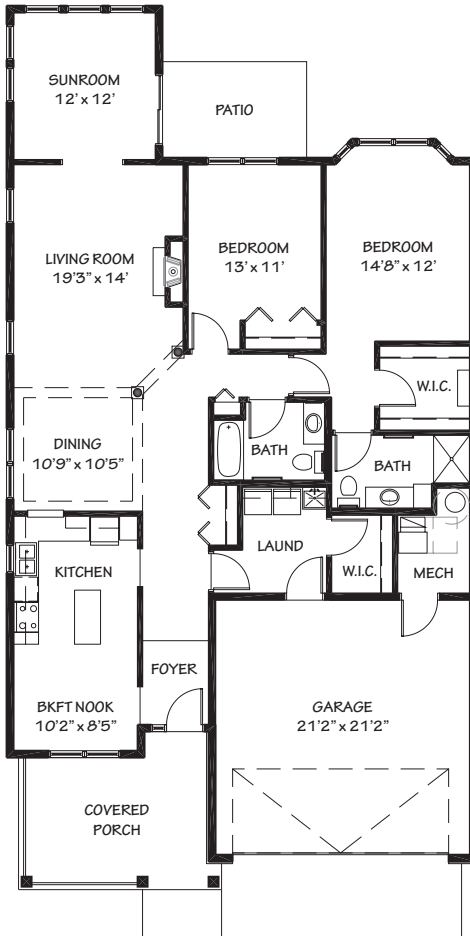 SUNROOM
12' x 12'
PATIO
LIVING ROOM
19'3" x 14'
BEDROOM
13' x 11'
BEDROOM
14'8" x 12'
W.I.C.
DINING
10'9" x 10'5"
BATH
BATH
KITCHEN
LAUND
W.I.C.
MECH
FOYER
BKFT NOOK
10'2" x 8'5"
GARAGE
21'2" x 21'2"
COVERED
PORCH